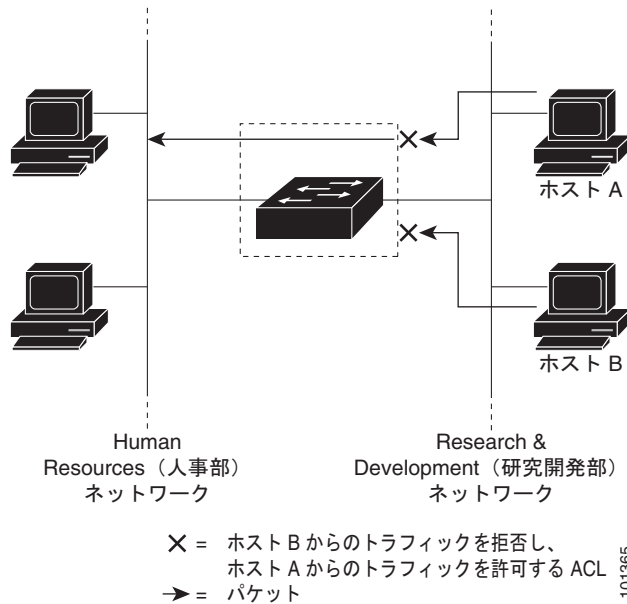 ホスト A
ホスト B
Human
Resources（人事部）
ネットワーク
Research &
Development（研究開発部）
ネットワーク
✕ = ホスト B からのトラフィックを拒否し、
ホスト A からのトラフィックを許可する ACL
➔ = パケット
101365